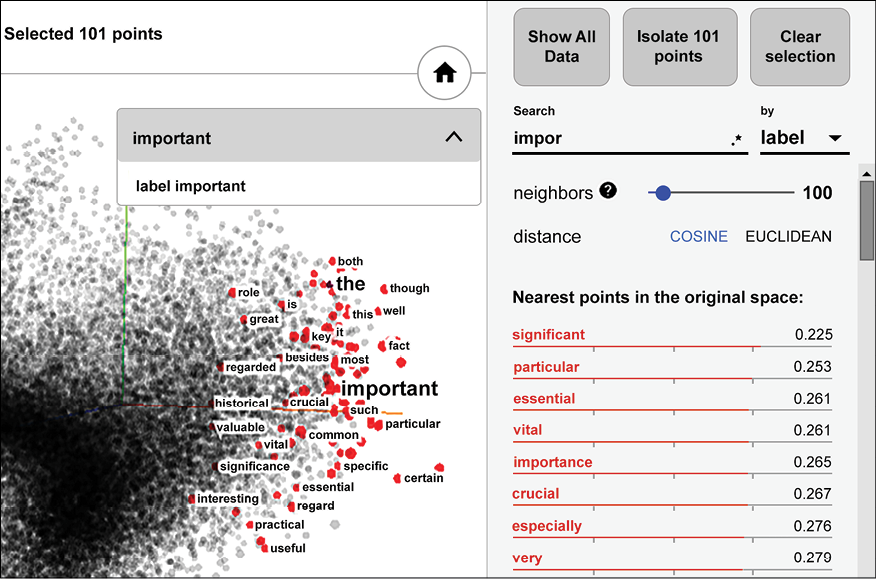 Selected 101 points
important
label important
Show All
Data
Isolate 101
points
Clear
selection
Search
by
impor
.*
label
neighbors ?
100
distance
COSINE
EUCLIDEAN
Nearest points in the original space:
significant 0.225
particular 0.253
essential 0.261
vital 0.261
importance 0.265
crucial 0.267
especially 0.276
very 0.279
both
the
though
role
is
this
well
great
key
it
fact
besides
most
regarded
important
historical
crucial
such
particular
valuable
common
vital
significance
specific
certain
essential
interesting
regard
practical
useful